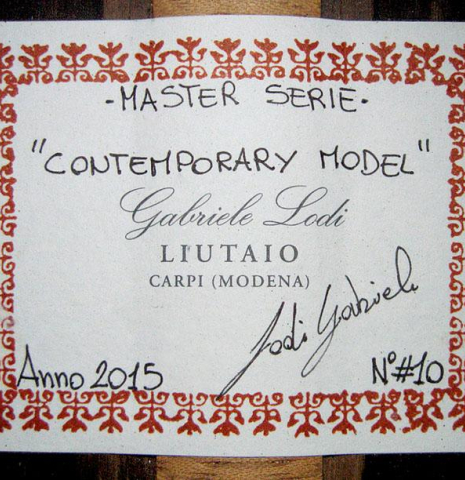 -MASTER SERIE-
"CONTEMPORARY MODEL"
Gabriele Lodi
LIUTAIO
CARPI (MODENA)
Lodi Gabriele
Anno 2015
N°#10